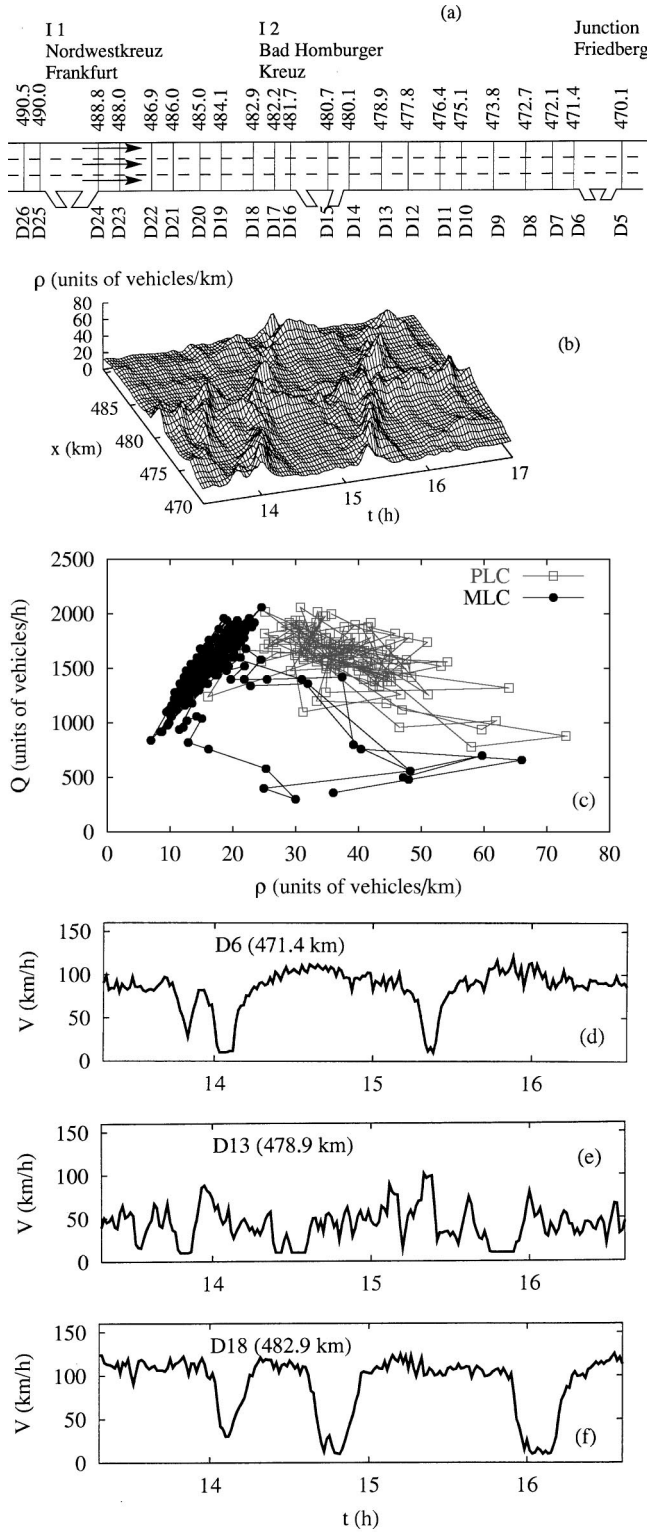 (a)
I 1
Nordwestkreuz
Frankfurt
I 2
Bad Homburger
Kreuz
Junction
Friedberg
490.5 490.0 488.8 488.0 486.9 486.0 485.0 484.1 482.9 482.2 481.7 480.7 480.1 478.9 477.8 476.4 475.1 473.8 472.7 472.1 471.4 470.1
D26 D25 D24 D23 D22 D21 D20 D19 D18 D17 D16 D15 D14 D13 D12 D11 D10 D9 D8 D7 D6 D5
ρ (units of vehicles/km)
80
60
40
20
0
(b)
485
480
475
470
x (km)
14 15 16 17
t (h)
2500
2000
1500
1000
500
0
Q (units of vehicles/h)
PLC
MLC
(c)
0 10 20 30 40 50 60 70 80
ρ (units of vehicles/km)
150
100
50
0
V (km/h)
D6 (471.4 km)
(d)
14 15 16
150
100
50
0
V (km/h)
D13 (478.9 km)
(e)
14 15 16
150
100
50
0
V (km/h)
D18 (482.9 km)
(f)
14 15 16
t (h)